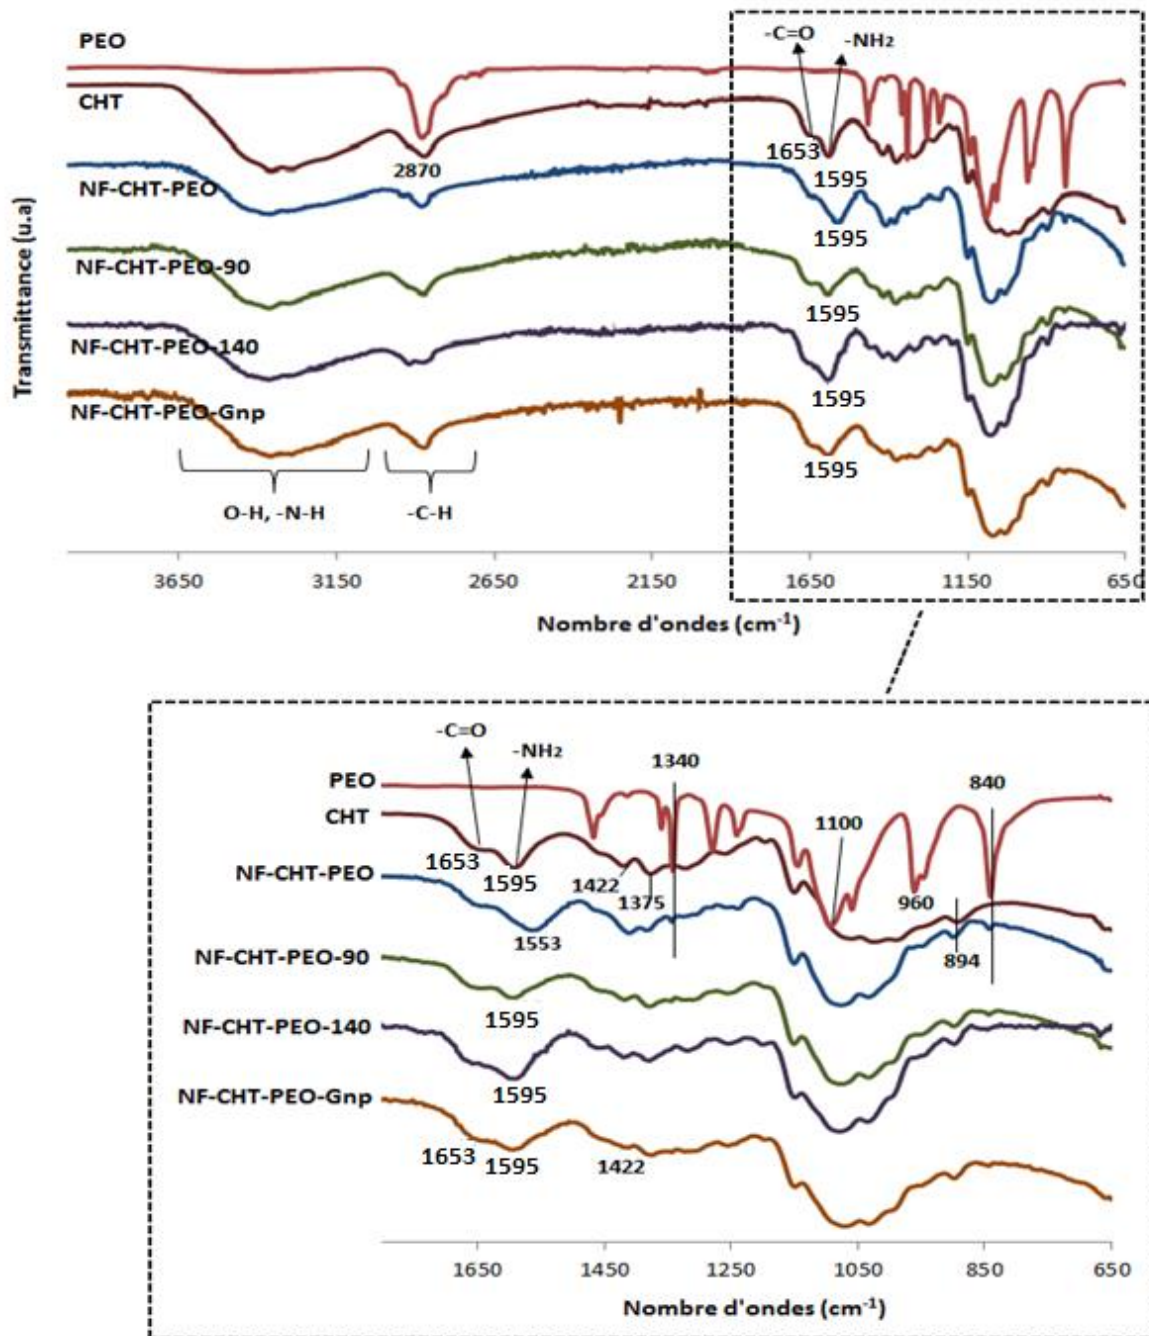 PEO
-C=O
-NH2
CHT
1653
2870
1595
NF-CHT-PEO
1595
NF-CHT-PEO-90
1595
NF-CHT-PEO-140
1595
NF-CHT-PEO-Gnp
1595
O-H, -N-H
-C-H
Transmittance (u.a)
3650
3150
2650
2150
1650
1150
650
Nombre d'ondes (cm-1)
-C=O
-NH2
1340
840
PEO
CHT
1100
1653
1595
1422
1375
960
NF-CHT-PEO
1553
894
NF-CHT-PEO-90
1595
NF-CHT-PEO-140
1595
NF-CHT-PEO-Gnp
1653
1595
1422
1650
1450
1250
1050
850
650
Nombre d'ondes (cm-1)